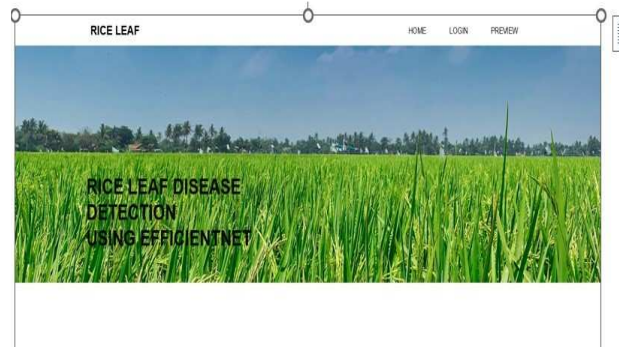 RICE LEAF
HOME LOGIN PREVIEW
RICE LEAF DISEASE
DETECTION
USING EFFICIENTNET